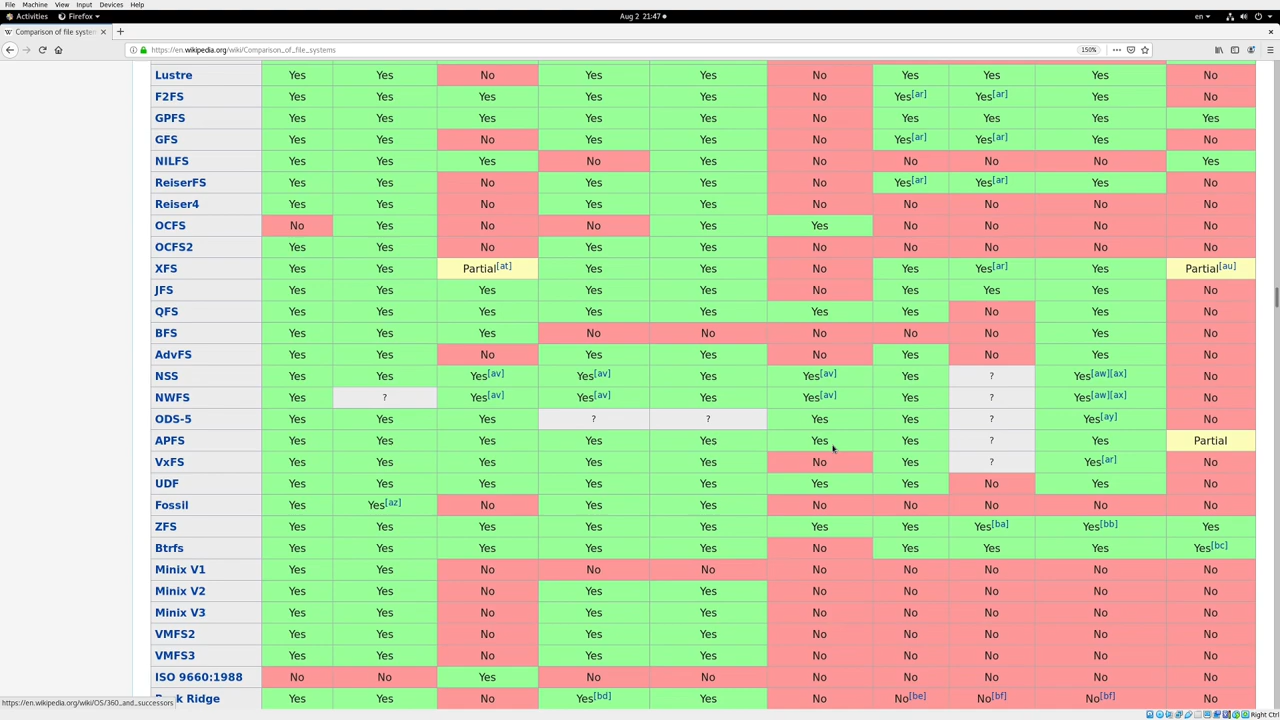 File Machine View Input Devices Help
Activities Firefox Aug 2 21:47 en
Comparison of file system
https://en.wikipedia.org/wiki/Comparison_of_file_systems 150%
Lustre Yes Yes No Yes Yes No Yes Yes Yes No
F2FS Yes Yes Yes Yes Yes No Yes[ar] Yes[ar] Yes No
GPFS Yes Yes Yes Yes Yes No Yes Yes Yes Yes
GFS Yes Yes No Yes Yes No Yes[ar] Yes[ar] Yes No
NILFS Yes Yes Yes No Yes No No No No Yes
ReiserFS Yes Yes No Yes Yes No Yes[ar] Yes[ar] Yes No
Reiser4 Yes Yes No Yes Yes No No No No No
OCFS No Yes No No Yes Yes No No No No
OCFS2 Yes Yes No Yes Yes No No No No No
XFS Yes Yes Partial[at] Yes Yes No Yes Yes[ar] Yes Partial[au]
JFS Yes Yes Yes Yes Yes No Yes Yes Yes No
QFS Yes Yes Yes Yes Yes Yes Yes No Yes No
BFS Yes Yes Yes No No No No No Yes No
AdvFS Yes Yes No Yes Yes No Yes No Yes No
NSS Yes Yes Yes[av] Yes[av] Yes Yes[av] Yes ? Yes[aw][ax] No
NWFS Yes ? Yes[av] Yes[av] Yes Yes[av] Yes ? Yes[aw][ax] No
ODS-5 Yes Yes Yes ? ? Yes Yes ? Yes[ay] No
APFS Yes Yes Yes Yes Yes Yes Yes ? Yes Partial
VxFS Yes Yes Yes Yes Yes No Yes ? Yes[ar] No
UDF Yes Yes Yes Yes Yes Yes Yes No Yes No
Fossil Yes Yes[az] No No No No No No No Yes
ZFS Yes Yes Yes Yes Yes Yes Yes Yes[ba] Yes[bb] Yes
Btrfs Yes Yes Yes Yes Yes No Yes Yes Yes Yes[bc]
Minix V1 Yes Yes No No No No No No No No
Minix V2 Yes Yes No Yes Yes No No No No No
Minix V3 Yes Yes No Yes Yes No No No No No
VMFS2 Yes Yes No Yes Yes No No No No No
VMFS3 Yes Yes No Yes Yes No No No No No
ISO 9660:1988 No No Yes No No No No No No No
k Ridge Yes Yes No Yes[bd] Yes No No[be] No[bf] No[bf] No
https://en.wikipedia.org/wiki/OS/360_and_successors
Right Ctrl